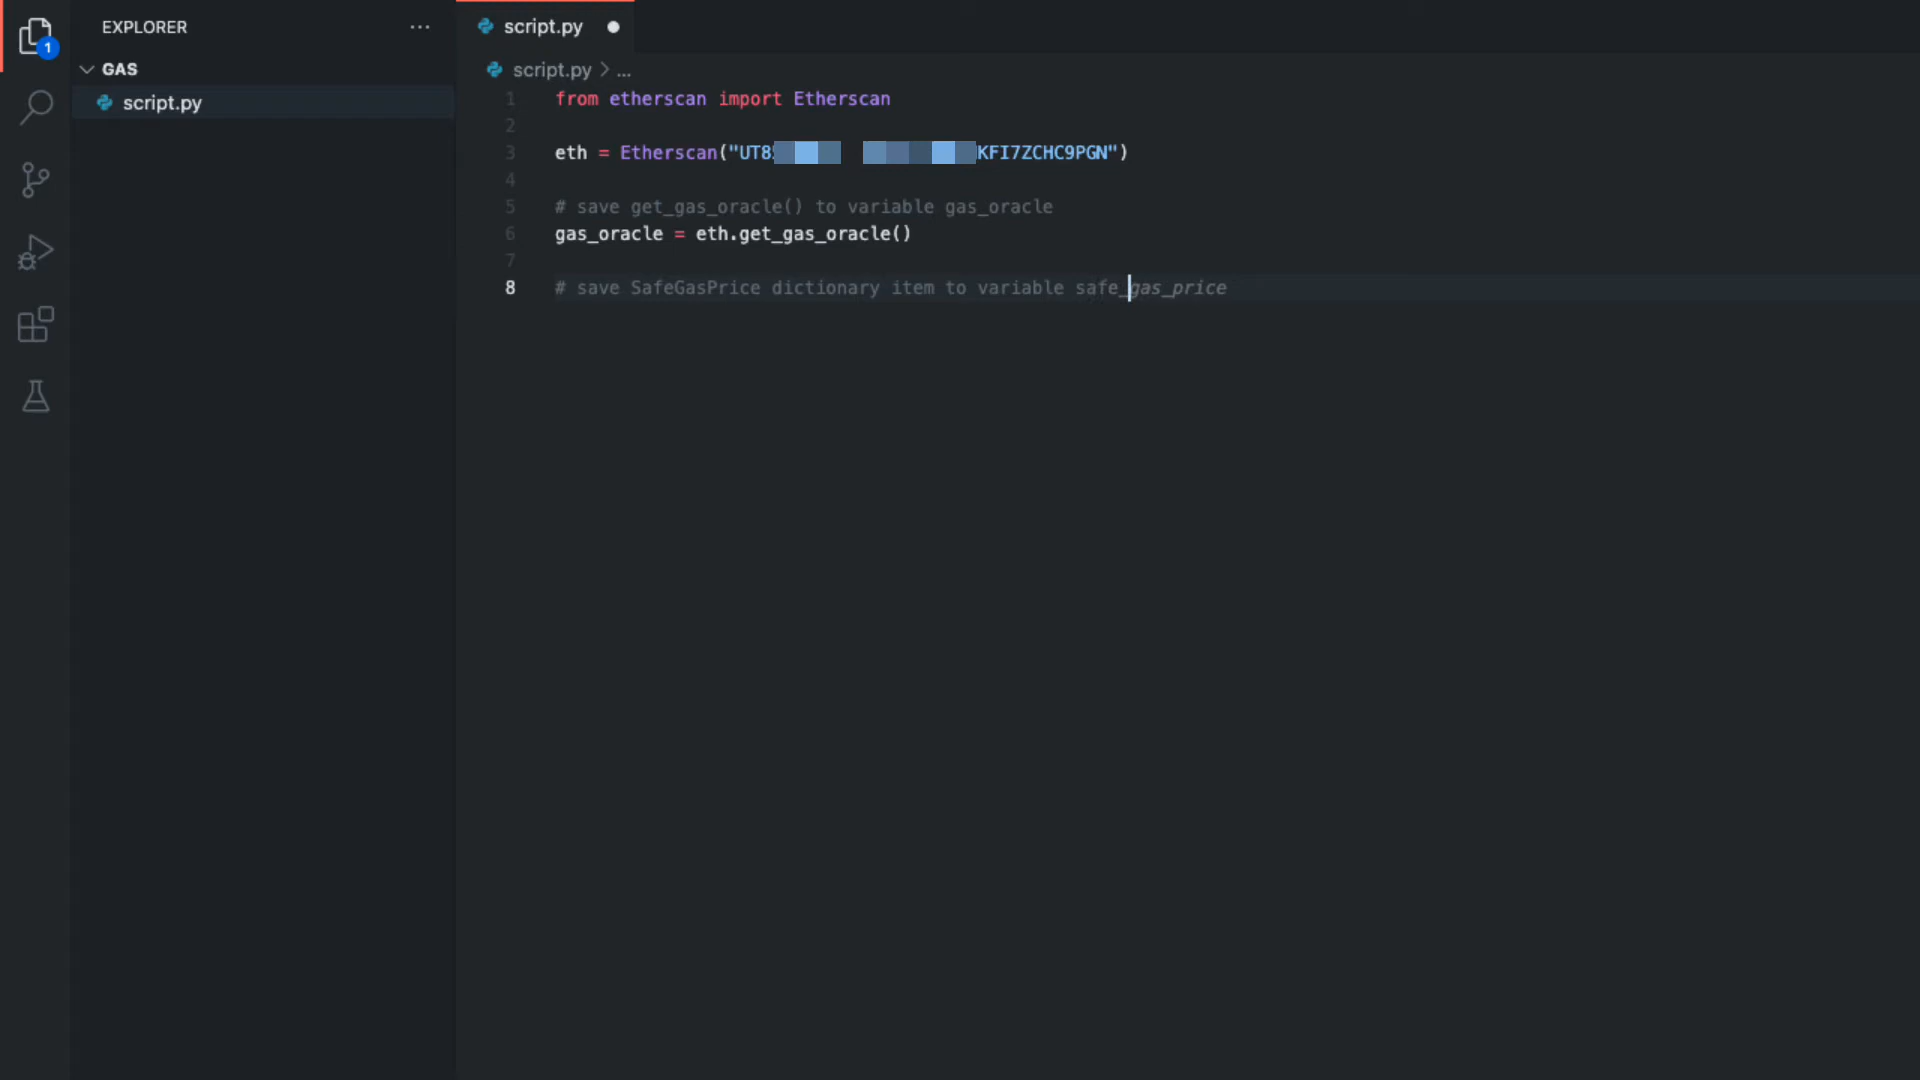 EXPLORER ...
GAS
script.py
1
script.py
script.py > ...
1 from etherscan import Etherscan
2
3 eth = Etherscan("UT8 KFI7ZCHC9PGN")
4
5 # save get_gas_oracle() to variable gas_oracle
6 gas_oracle = eth.get_gas_oracle()
7
8 # save SafeGasPrice dictionary item to variable safe_gas_price